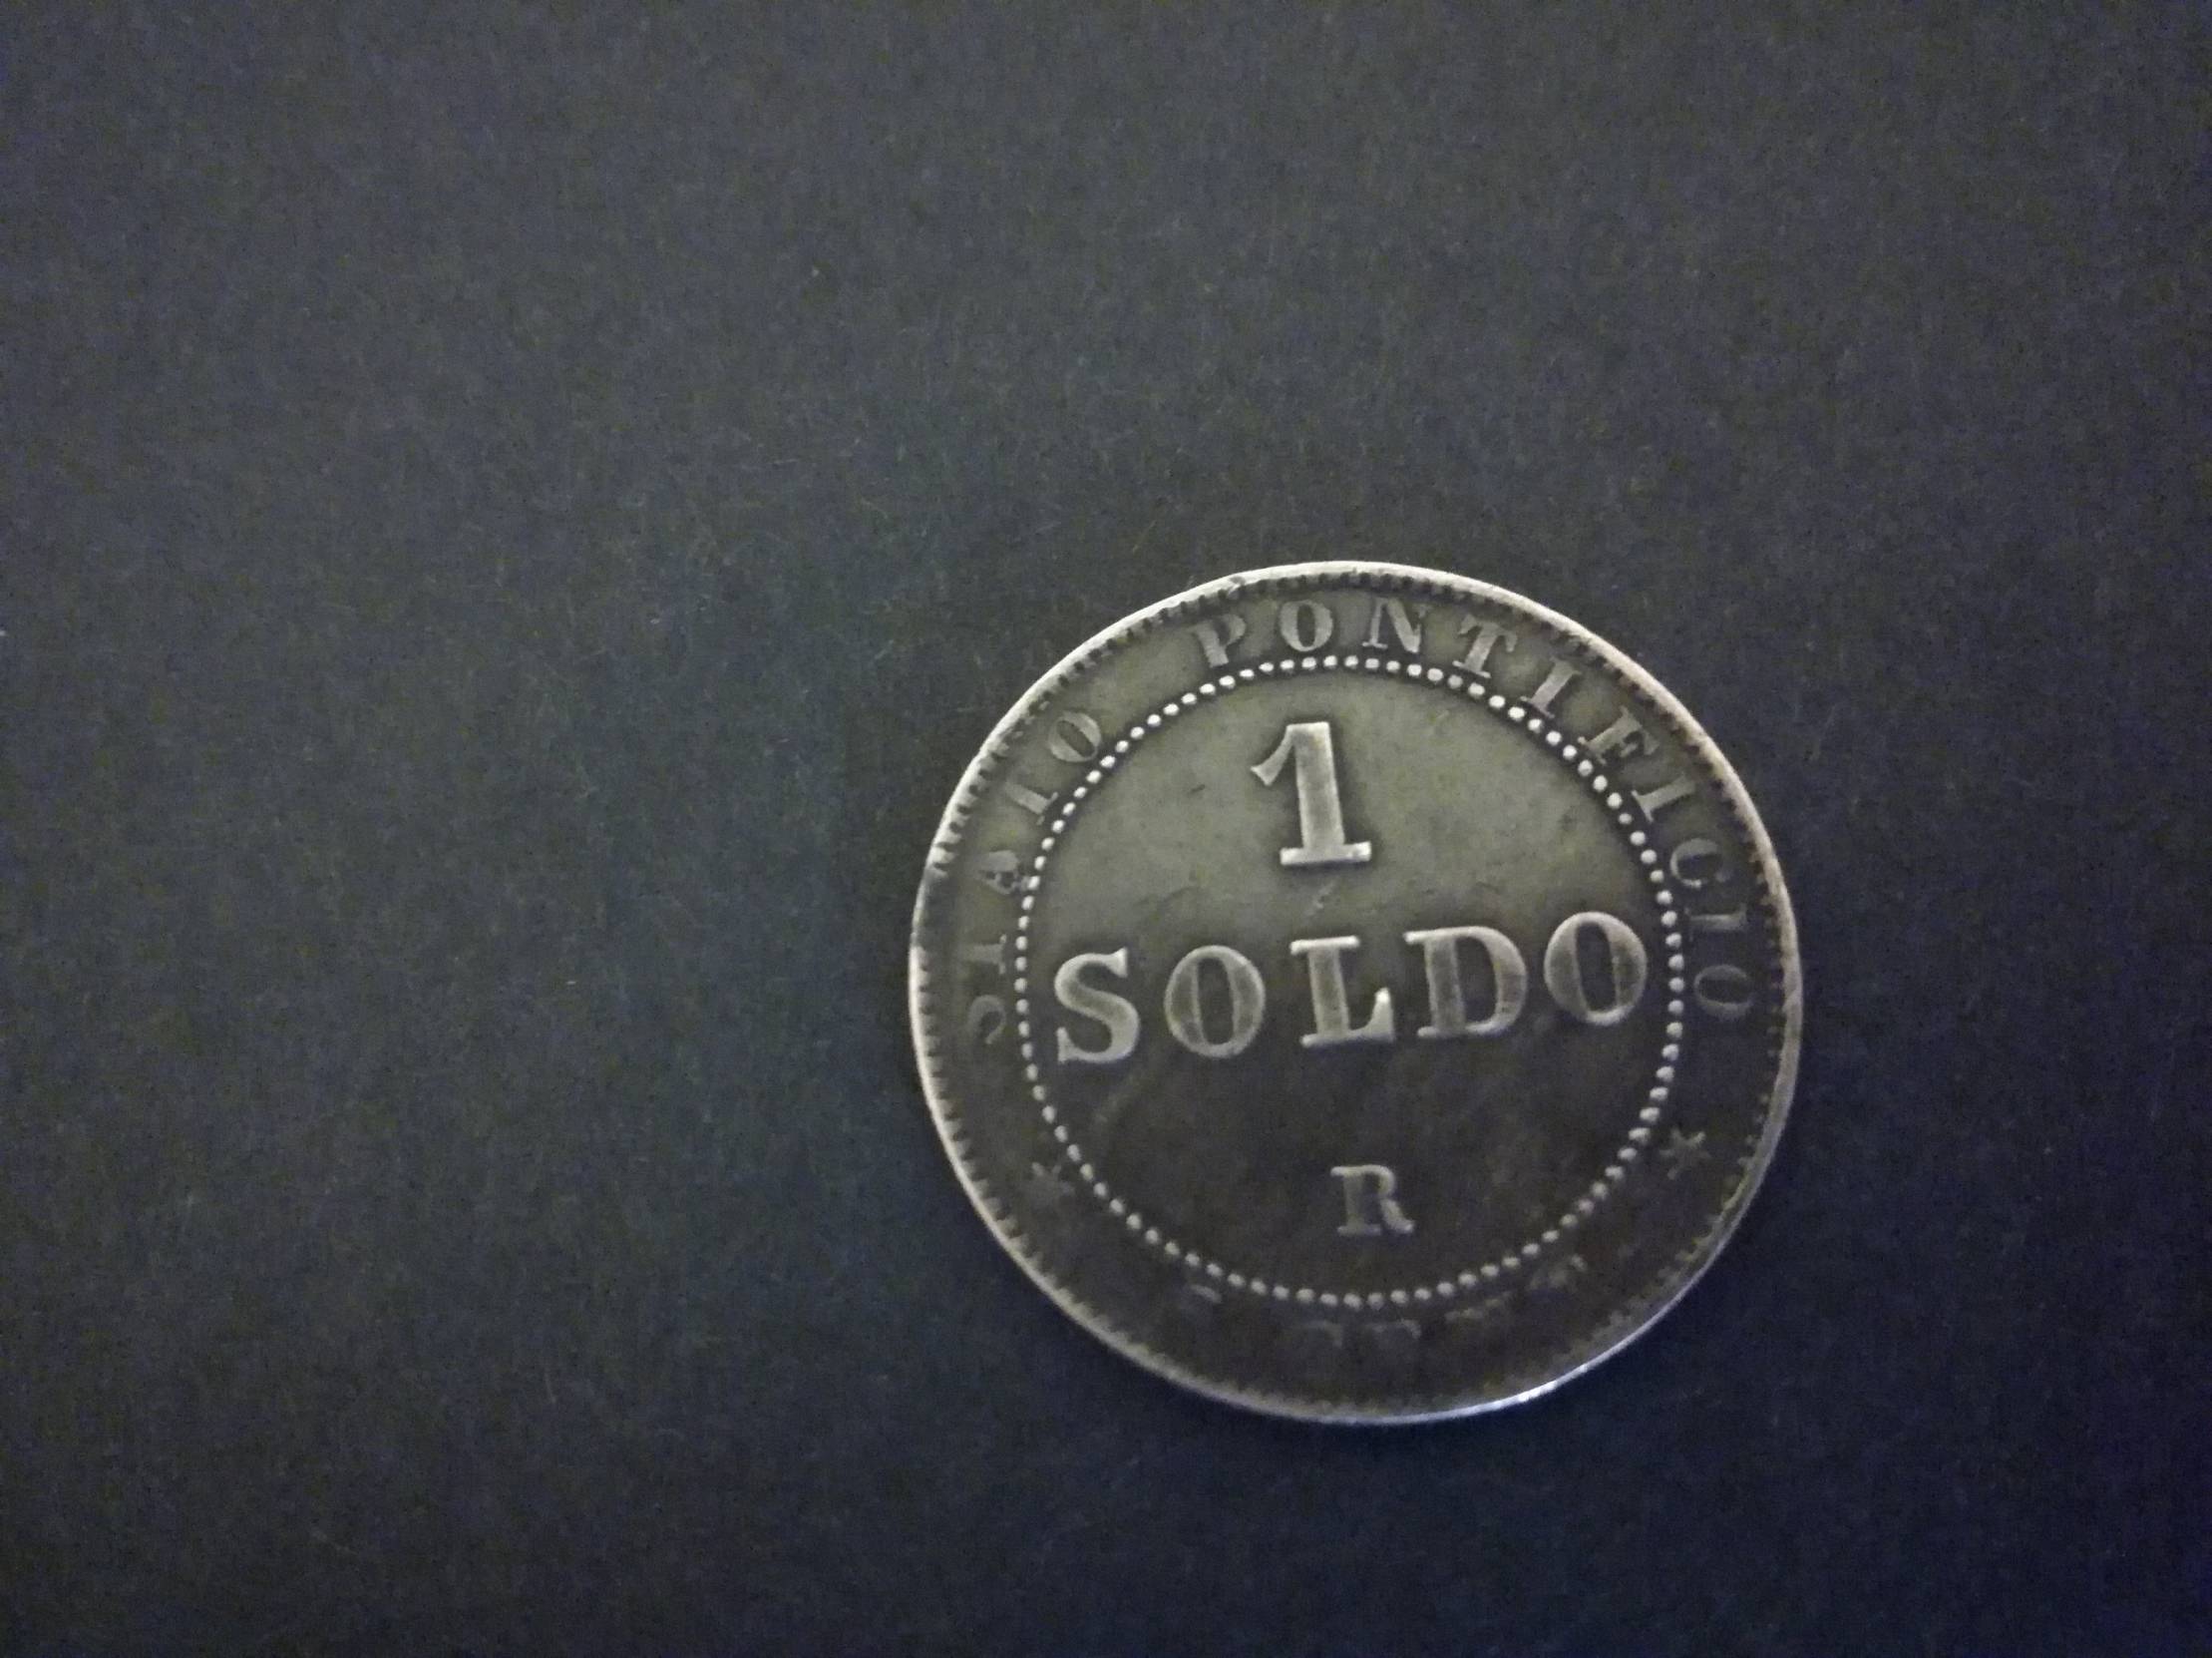 STATO PONTIFICIO
1
SOLDO
R